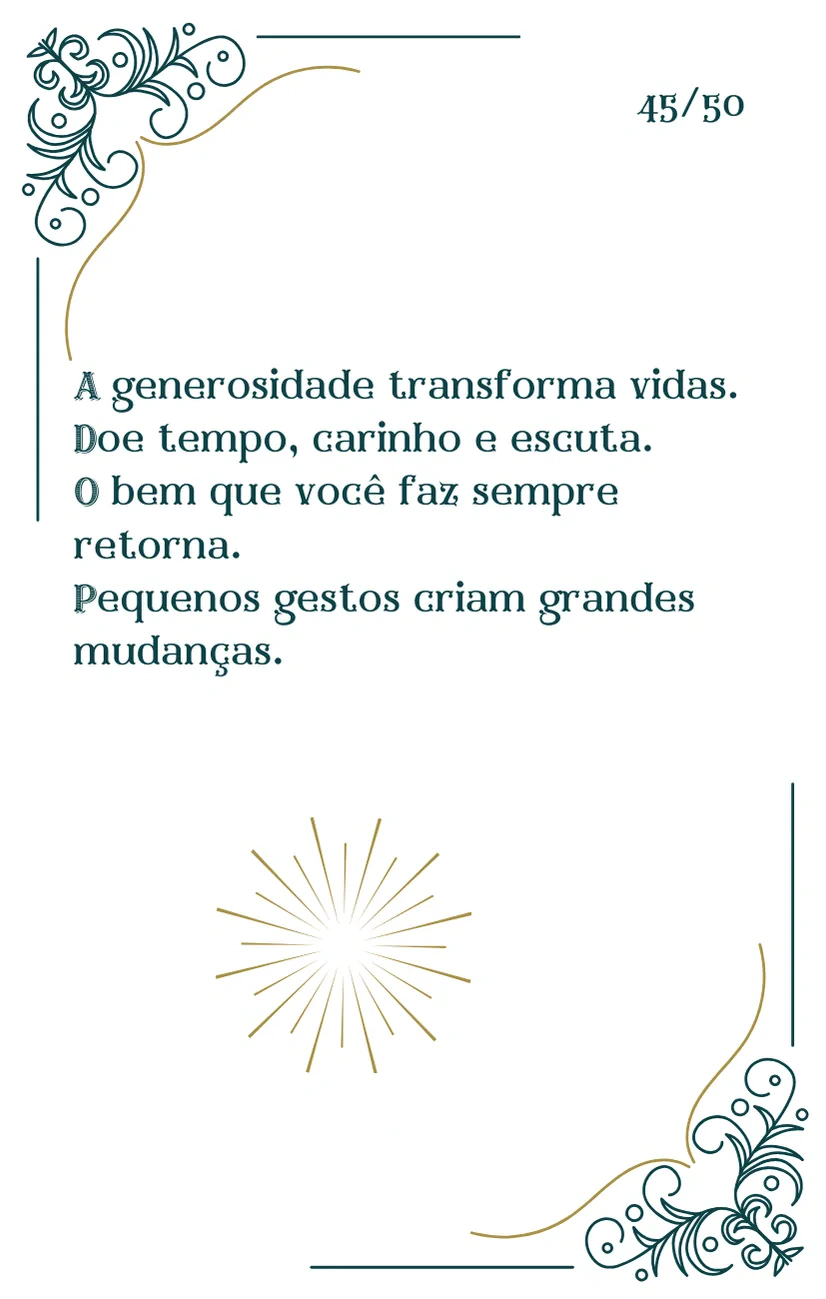 45/50
A generosidade transforma vidas.
Doe tempo, carinho e escuta.
O bem que você faz sempre
retorna.
Pequenos gestos criam grandes
mudanças.